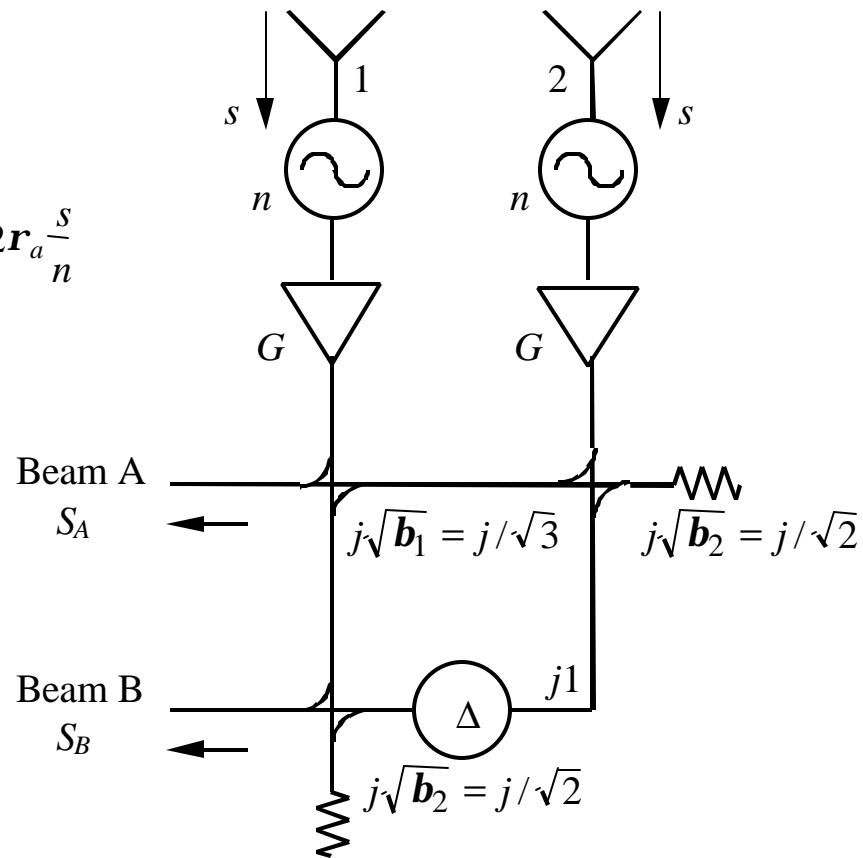 1
2
s
s
n
n
2r_a s/n
G
G
Beam A
S_A
j√b_1 = j/√3
j√b_2 = j/√2
Beam B
j1
S_B
Δ
j√b_2 = j/√2